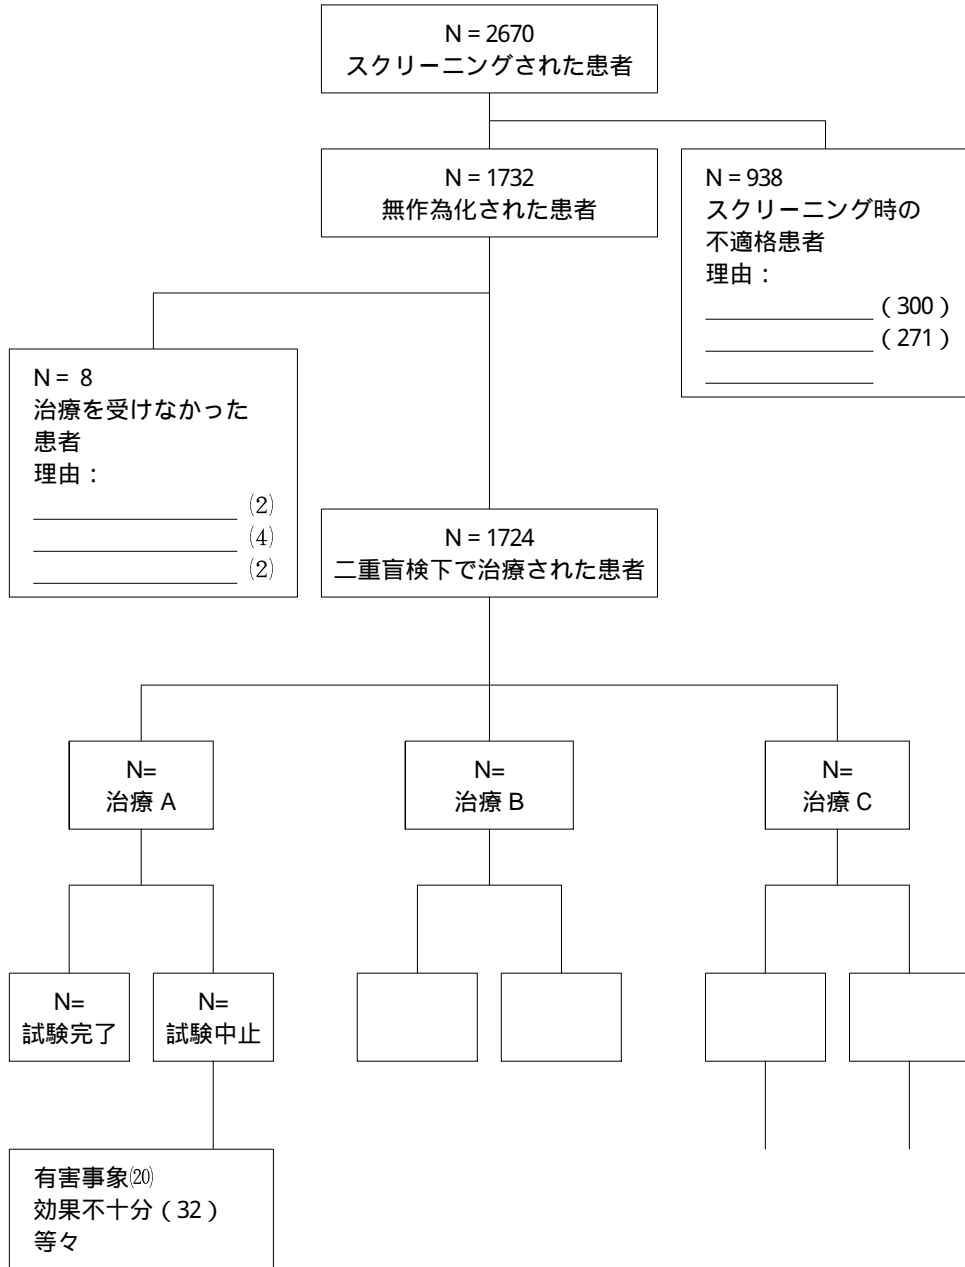 N = 2670
スクリーニングされた患者
N = 1732
無作為化された患者
N = 938
スクリーニング時の
不適格患者
理由：
（300）
（271）
N = 8
治療を受けなかった
患者
理由：
(2)
(4)
(2)
N = 1724
二重盲検下で治療された患者
N=
治療 A
N=
治療 B
N=
治療 C
N=
試験完了
N=
試験中止
有害事象(20)
効果不十分（32）
等々